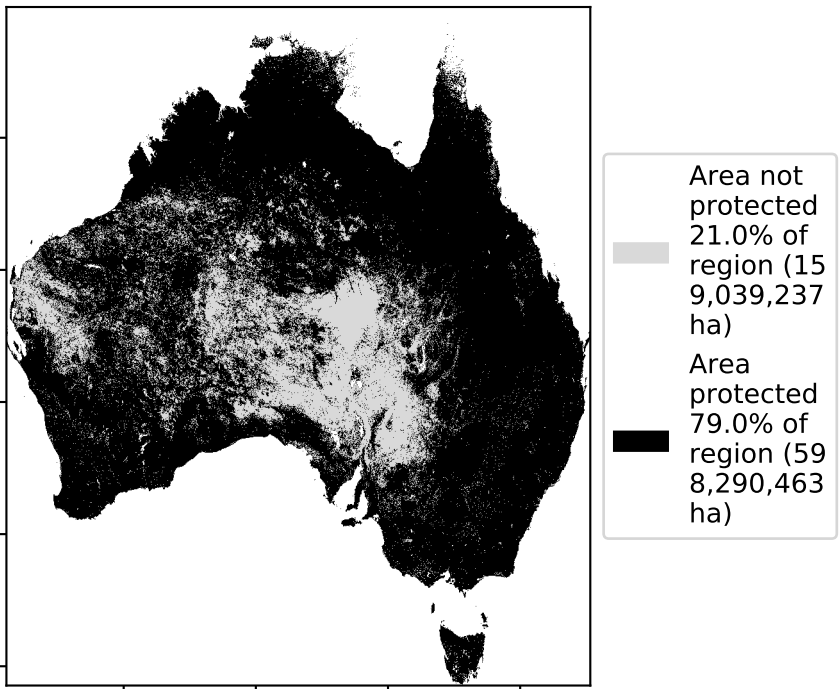 Area not
protected
21.0% of
region (15
9,039,237
ha)
Area
protected
79.0% of
region (59
8,290,463
ha)